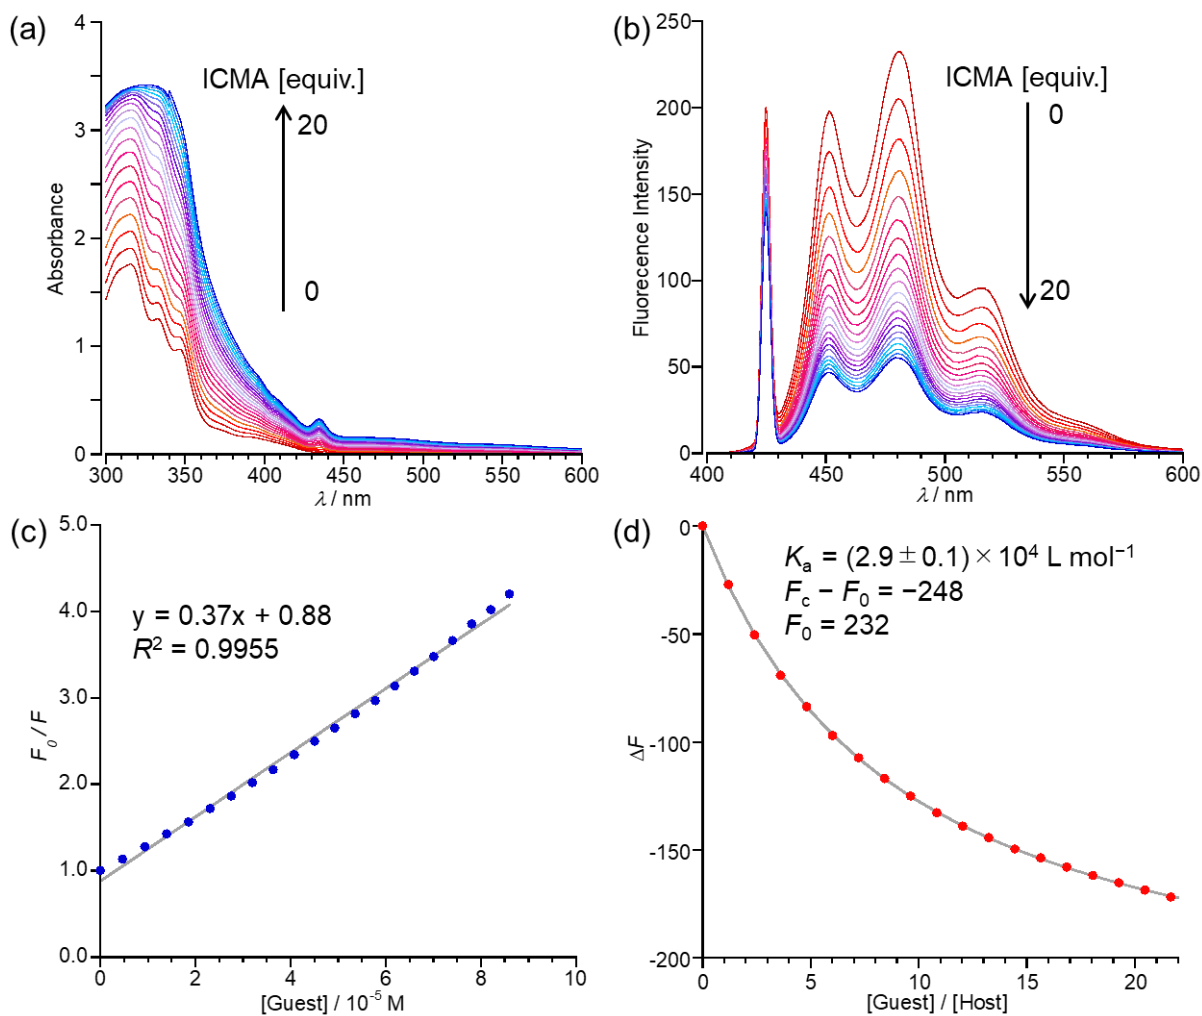 (a)
4
3
2
1
0
Absorbance
ICMA [equiv.]
20
0
300 350 400 450 500 550 600
λ / nm
(b)
250
200
150
100
50
0
Fluorecence Intensity
ICMA [equiv.]
0
20
400 450 500 550 600
λ / nm
(c)
5.0
4.0
3.0
2.0
1.0
0.0
F₀ / F
y = 0.37x + 0.88
R² = 0.9955
0 2 4 6 8 10
[Guest] / 10⁻⁵ M
(d)
0
-50
-100
-150
-200
ΔF
Kₐ = (2.9 ± 0.1) × 10⁴ L mol⁻¹
F_c − F₀ = −248
F₀ = 232
0 5 10 15 20
[Guest] / [Host]